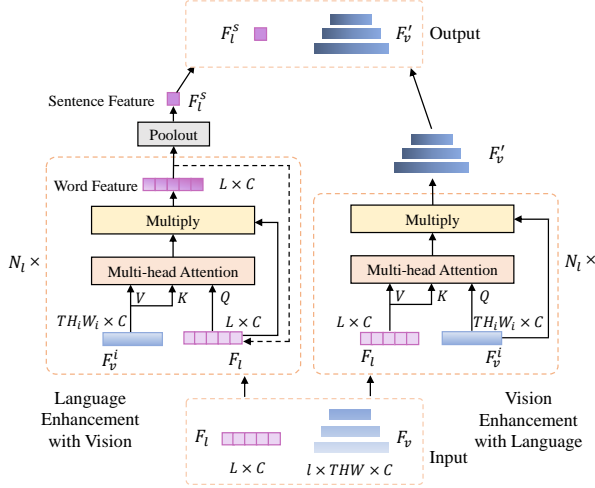 F_l^s
F_v′
Output
Sentence Feature
F_l^s
Poolout
F_v′
Word Feature
L × C
Multiply
Multiply
N_l ×
Multi-head Attention
Multi-head Attention
N_l ×
V
K
Q
V
K
Q
TH_iW_i × C
L × C
L × C
TH_iW_i × C
F_v^i
F_l
F_l
F_v^i
Language
Enhancement
with Vision
Vision
Enhancement
with Language
F_l
F_v
Input
L × C
l × THW × C